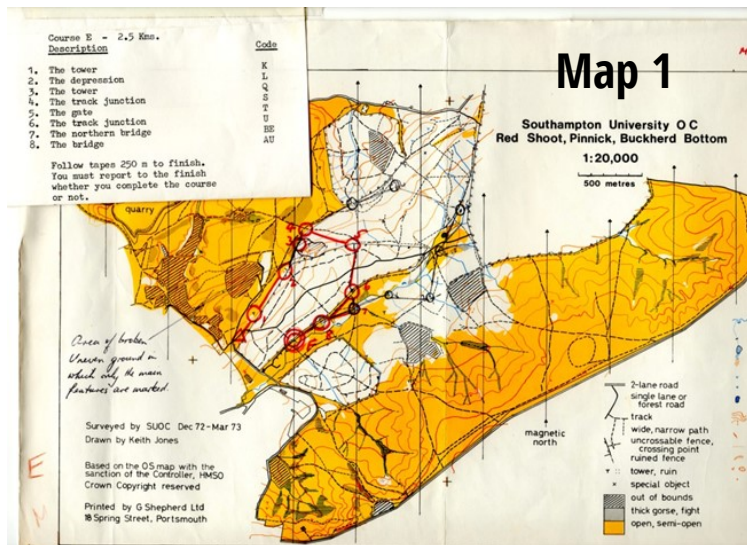 Course E - 2.5 Kms.
Description Code
1. The tower K
2. The depression L
3. The tower Q
4. The track junction S
5. The gate T
6. The track junction U
7. The northern bridge BE
8. The bridge AU
Follow tapes 250 m to finish.
You must report to the finish
whether you complete the course
or not.
Map 1
Southampton University O C
Red Shoot, Pinnick, Buckherd Bottom
1:20,000
500 metres
quarry
Area of broken
Uneven ground in
which only the main
features are marked.
Surveyed by SUOC Dec 72-Mar 73
Drawn by Keith Jones
Based on the OS map with the
sanction of the Controller, HMSO
Crown Copyright reserved
Printed by G Shepherd Ltd
18 Spring Street, Portsmouth
E
M
magnetic
north
2-lane road
single lane or
forest road
track
wide, narrow path
uncrossable fence,
crossing point
ruined fence
tower, ruin
special object
out of bounds
thick gorse, fight
open, semi-open